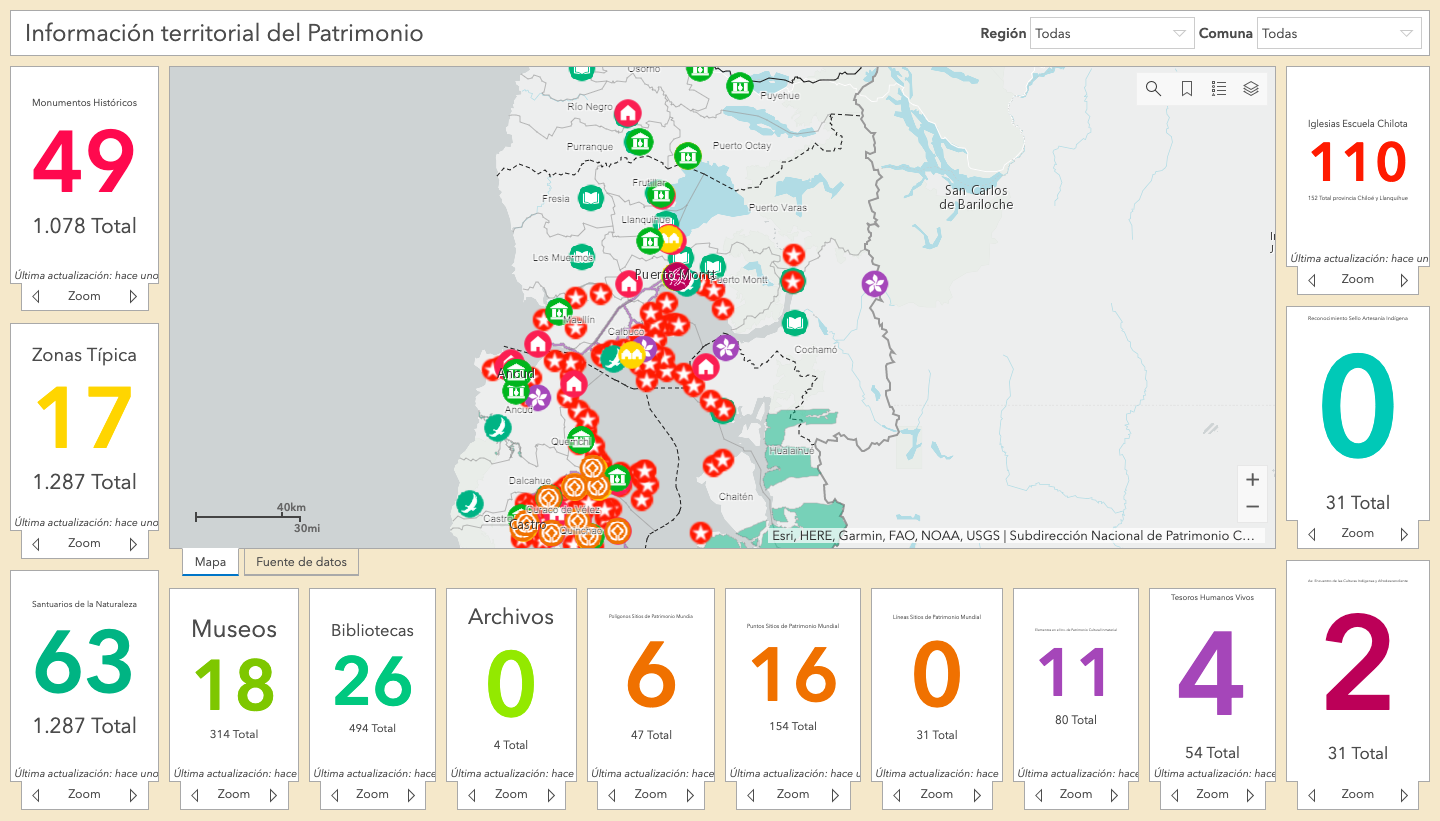 Información territorial del Patrimonio
Región Todas Comuna Todas
Monumentos Históricos
49
1.078 Total
Última actualización: hace uno
Zoom
Zonas Típica
17
1.287 Total
Última actualización: hace uno
Zoom
Santuarios de la Naturaleza
63
1.287 Total
Última actualización: hace uno
Zoom
Osorno
Puyehue
Río Negro
Purranque
Puerto Octay
Frutillar
Fresia
Puerto Varas
San Carlos
de Bariloche
Llanquihue
Los Muermos
Puerto Montt
Puerto Montt
Maullín
Calbuco
Cochamó
Ancud
Ancud
Quemchi
Hualaihué
Dalcahue
Chaitén
Curaco de Velez
Castro
Castro
Quinchao
40km
30mi
Esri, HERE, Garmin, FAO, NOAA, USGS | Subdirección Nacional de Patrimonio C...
Mapa
Fuente de datos
Iglesias Escuela Chilota
110
152 Total provincia Chiloé y Llanquihue
Última actualización: hace un
Zoom
Reconocimiento Sello Artesanía Indígena
0
31 Total
Zoom
Museos
18
314 Total
Última actualización: hace
Zoom
Bibliotecas
26
494 Total
Última actualización: hace
Zoom
Archivos
0
4 Total
Última actualización: hace
Zoom
Polígonos Sitios de Patrimonio Mundia
6
47 Total
Última actualización: hace
Zoom
Puntos Sitios de Patrimonio Mundial
16
154 Total
Última actualización: hace u
Zoom
Líneas Sitios de Patrimonio Mundial
0
31 Total
Última actualización: hace
Zoom
11
80 Total
Última actualización: hace
Zoom
Tesoros Humanos Vivos
4
54 Total
Última actualización: hace
Zoom
2
31 Total
Zoom